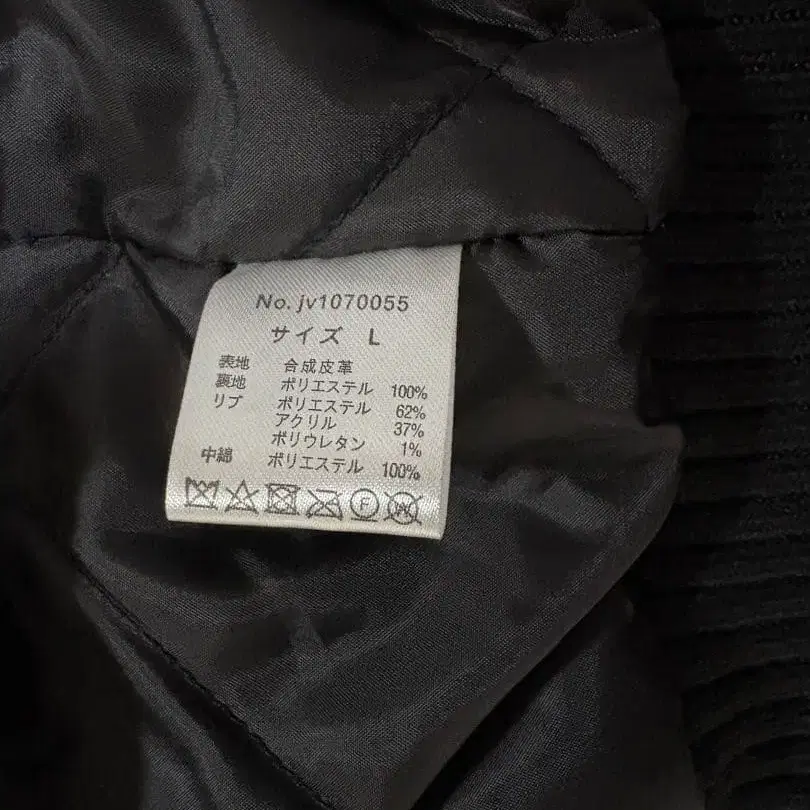 No. jv1070055
サイズ L
表地 合成皮革
裏地 ポリエステル 100%
リブ ポリエステル 62%
アクリル 37%
ポリウレタン 1%
中綿 ポリエステル 100%
F
W